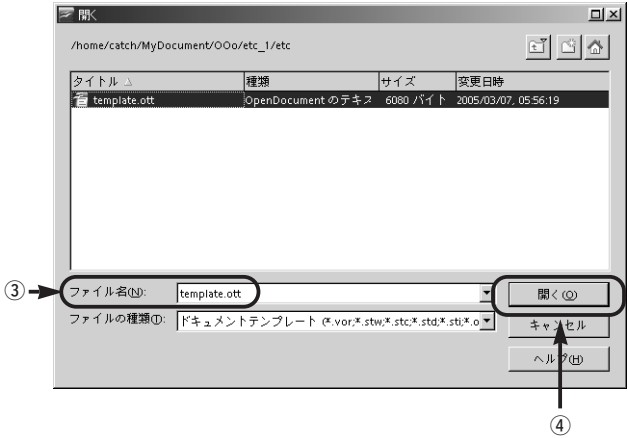 開く
/home/catch/MyDocument/OOo/etc_1/etc
タイトル 種類 サイズ 変更日時
template.ott OpenDocument のテキス 6080 バイト 2005/03/07, 05:56:19
③ ファイル名(N): template.ott 開く(O)
ファイルの種類(T): ドキュメントテンプレート (*.vor;*.stw;*.stc;*.std;*.sti;*.o キャンセル
ヘルプ(H)
④